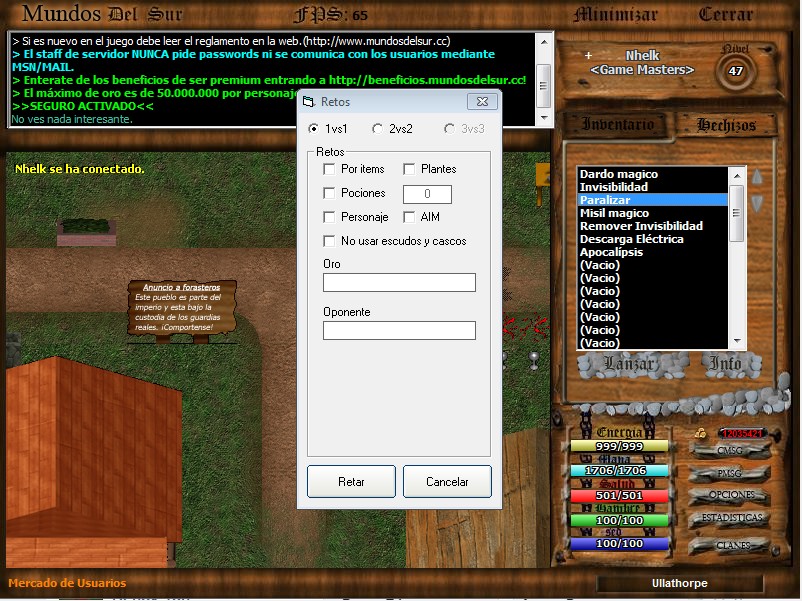 Mundos Del Sur
FPS: 65
Minimizar
Cerrar
> Si es nuevo en el juego debe leer el reglamento en la web.(http://www.mundosdelsur.cc)
> El staff de servidor NUNCA pide passwords ni se comunica con los usuarios mediante
MSN/MAIL.
> Enterate de los beneficios de ser premium entrando a http://beneficios.mundosdelsur.cc!
> El máximo de oro es de 50.000.000 por personaje
>>SEGURO ACTIVADO<<
No ves nada interesante.
+
Nhelk
<Game Masters>
Nivel
47
Inventario
Hechizos
Nhelk se ha conectado.
Anuncio a forasteros
Este pueblo es parte del
imperio y esta bajo la
custodia de los guardias
reales. ¡Comportense!
Retos
1vs1
2vs2
3vs3
Retos
Por items
Plantes
Pociones
0
Personaje
AIM
No usar escudos y cascos
Oro
Oponente
Retar
Cancelar
Dardo magico
Invisibilidad
Paralizar
Misil magico
Remover Invisibilidad
Descarga Eléctrica
Apocalípsis
(Vacio)
(Vacio)
(Vacio)
(Vacio)
(Vacio)
(Vacio)
(Vacio)
Lanzar
Info
Energia
999/999
Mana
1706/1706
Salud
501/501
Hambre
100/100
sed
100/100
CMSG
PMSG
OPCIONES
ESTADISTICAS
CLANES
Mercado de Usuarios
Ullathorpe